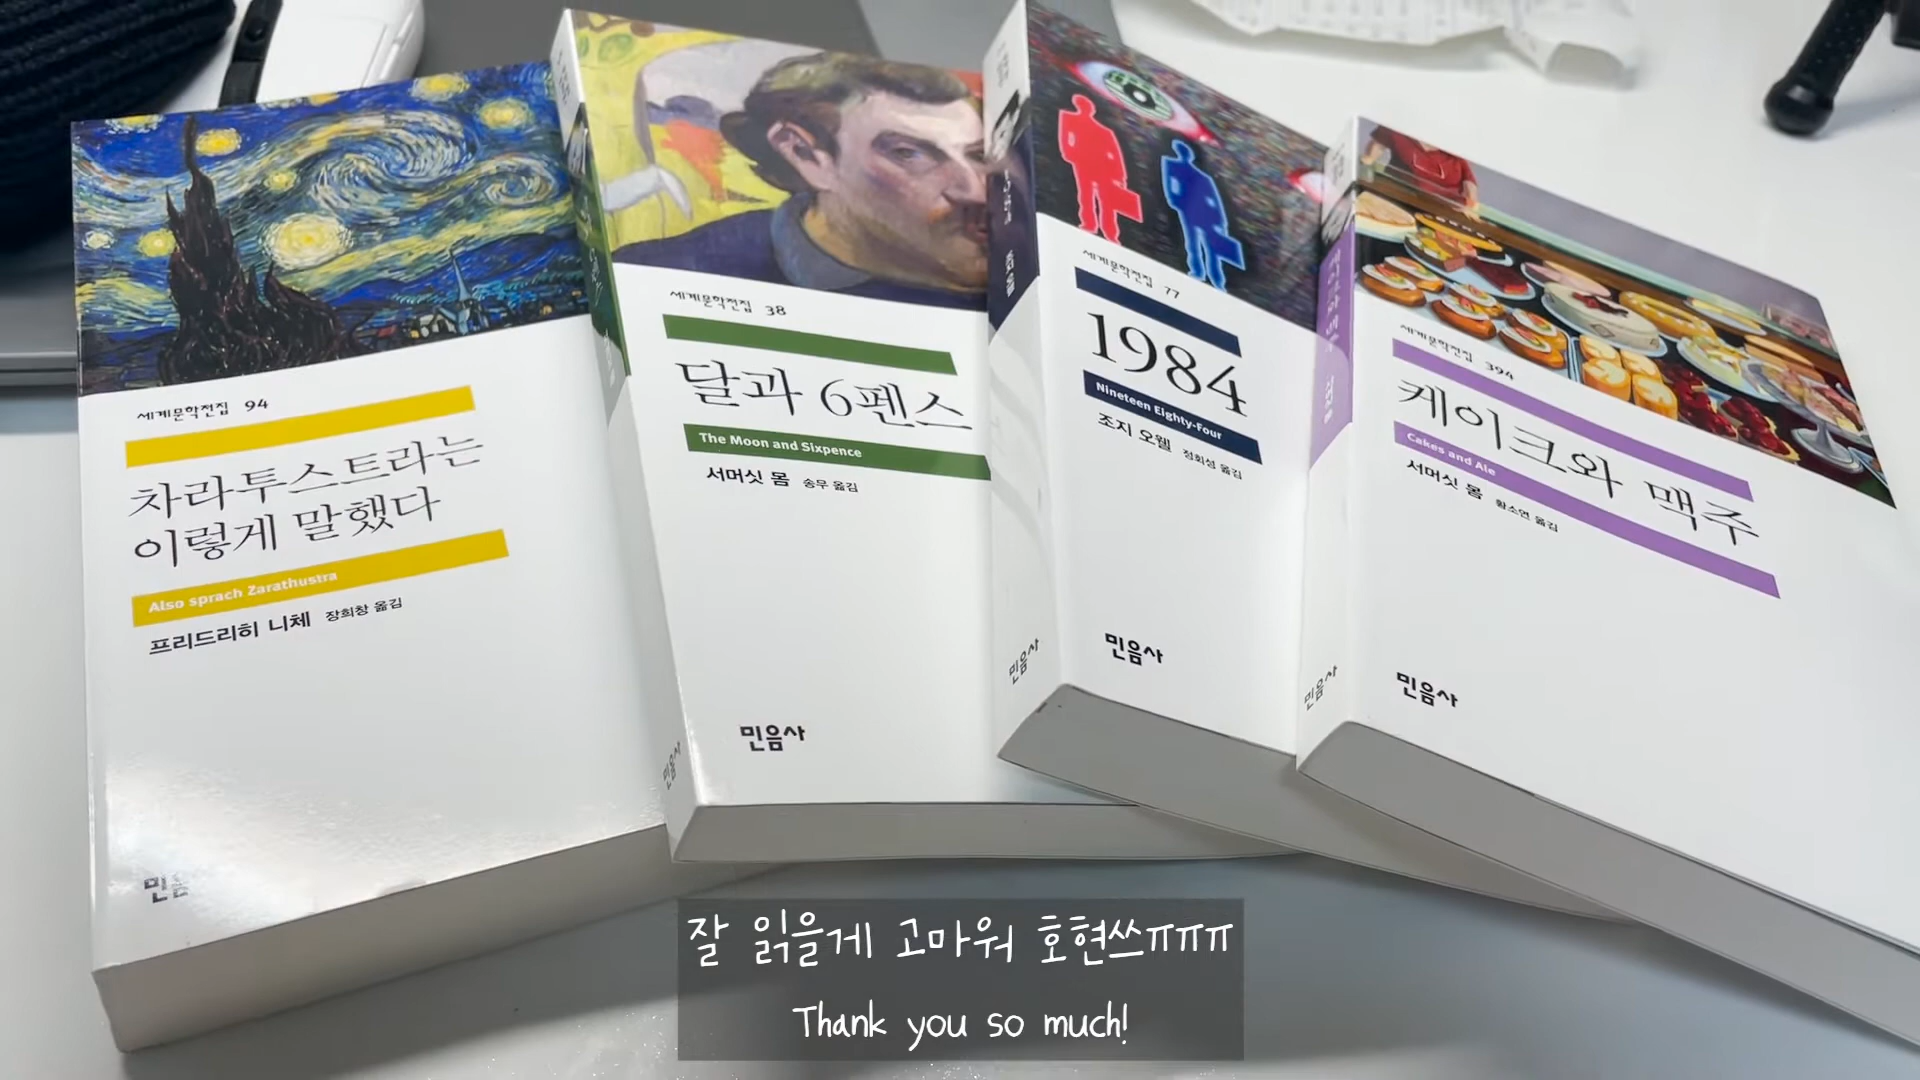 세계문학전집 94
차라투스트라는
이렇게 말했다
Also sprach Zarathustra
프리드리히 니체 장희창 옮김
세계문학전집 38
달과 6펜스
The Moon and Sixpence
서머싯 몸 송무 옮김
민음사
민음사
세계문학전집 77
1984
Nineteen Eighty-Four
조지 오웰 정회성 옮김
민음사
민음사
세계문학전집 394
케이크와 맥주
Cakes and Ale
서머싯 몸 황소연 옮김
민음사
민음사
잘 읽을게 고마워 호현쓰ㅠㅠㅠ
Thank you so much!